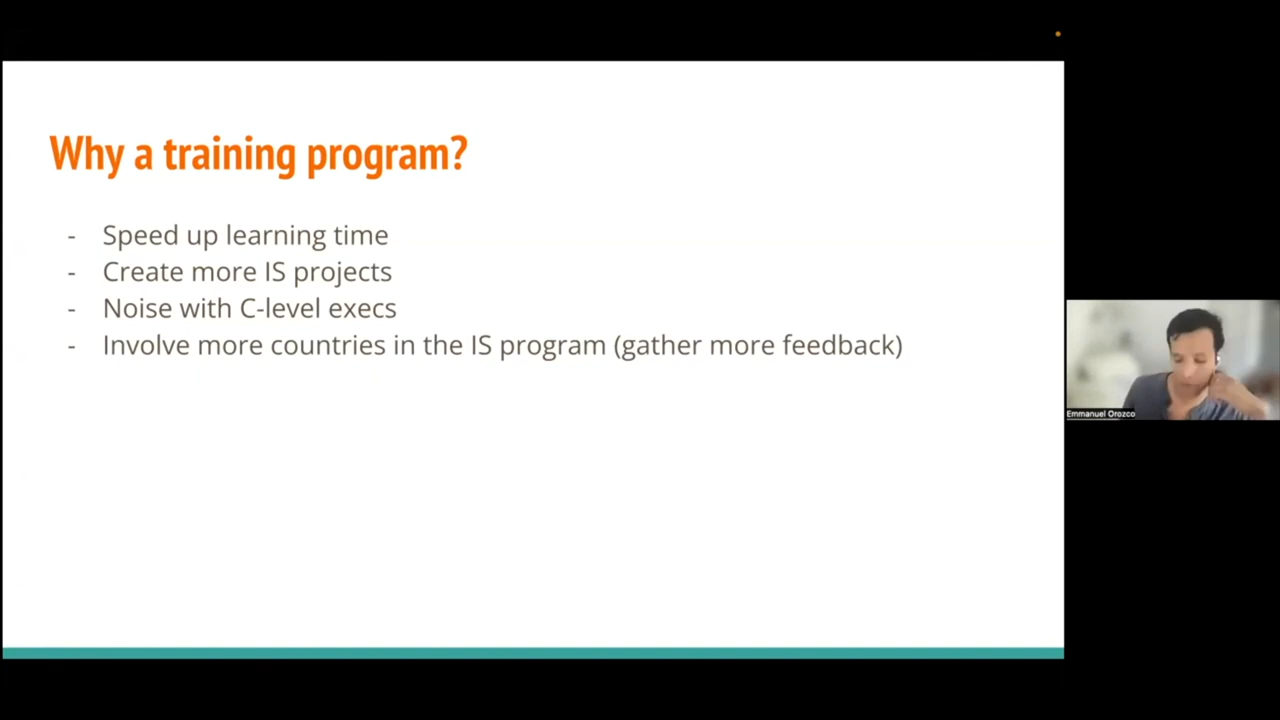 Why a training program?
- Speed up learning time
- Create more IS projects
- Noise with C-level execs
- Involve more countries in the IS program (gather more feedback)
Emmanuel Orozco